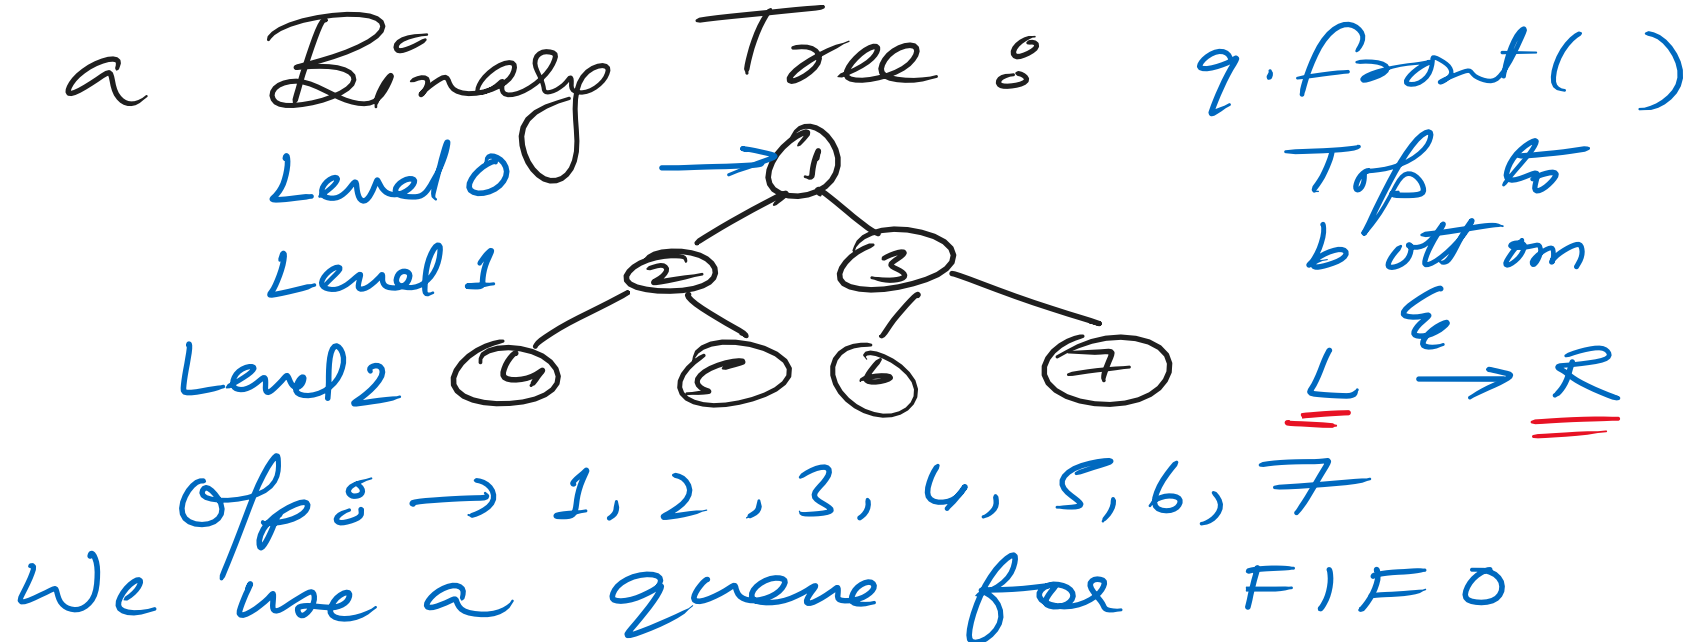 a Binary Tree : q.front( )
Level 0 → 1 Top to
Level 1 2 3 bottom
&
Level 2 4 5 6 7 L → R
O/p : → 1, 2, 3, 4, 5, 6, 7
We use a queue for FIFO